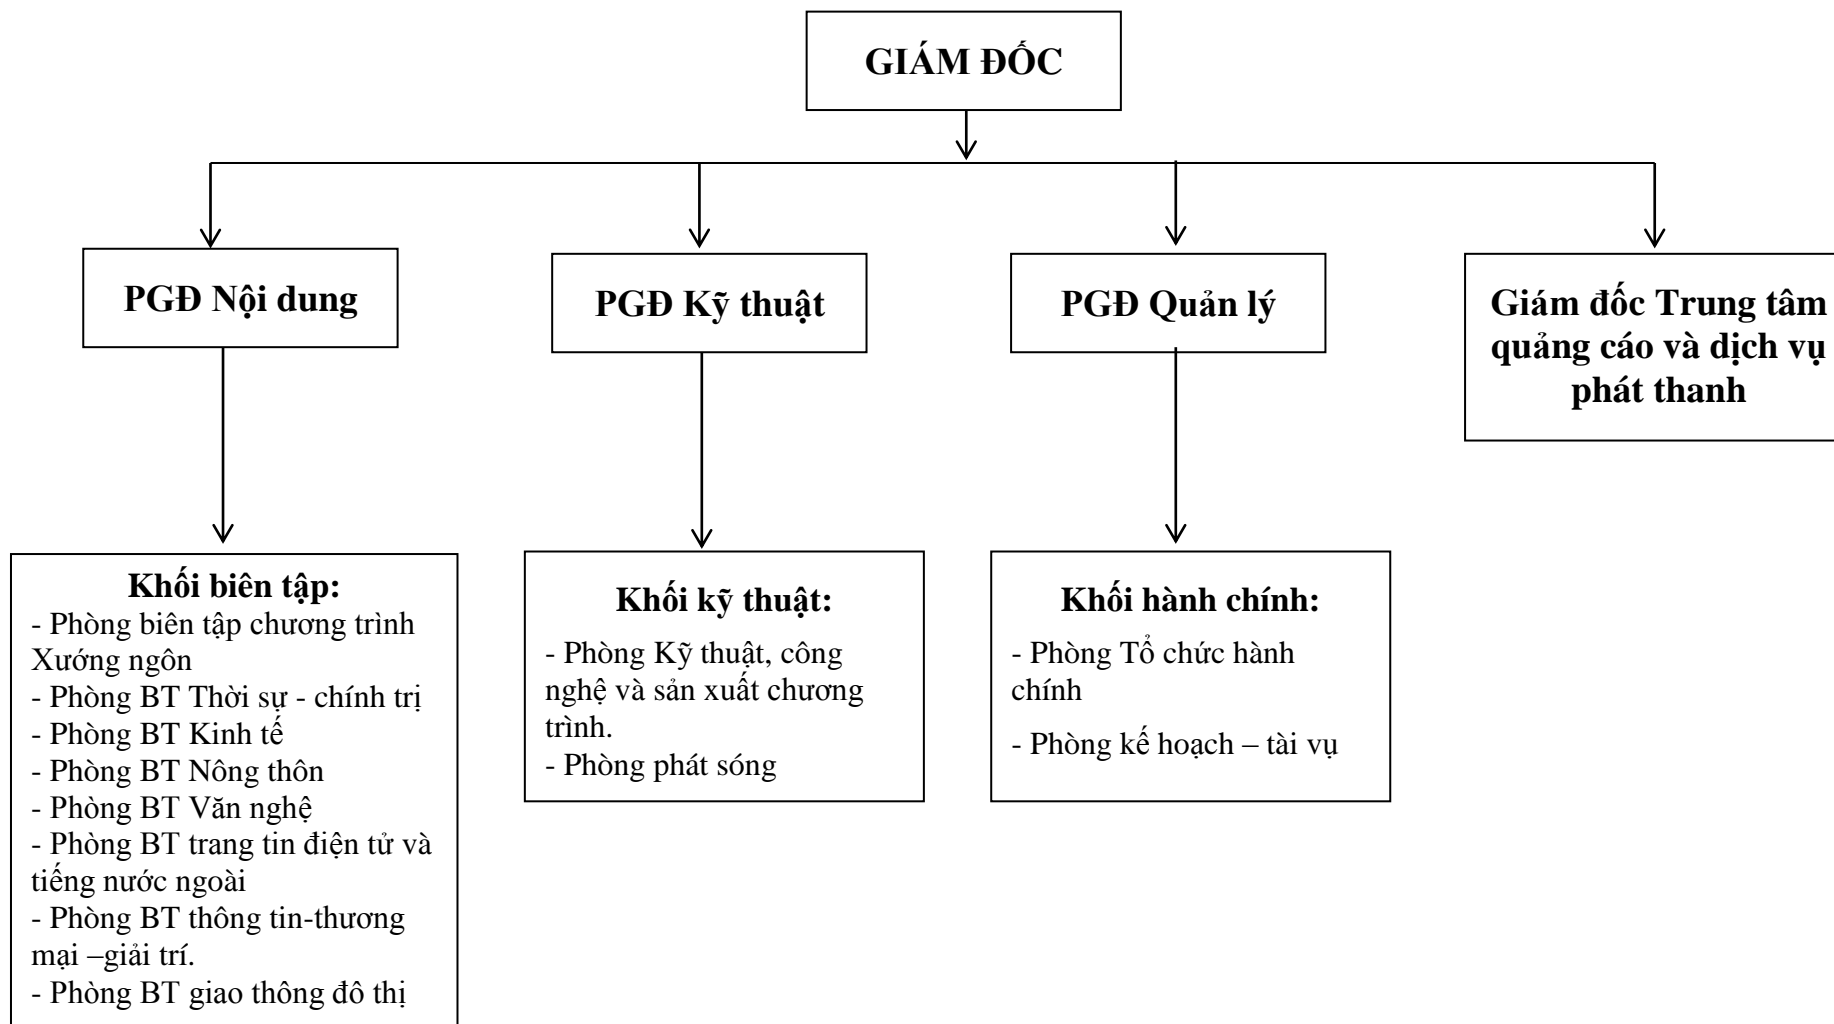 GIÁM ĐỐC
PGĐ Nội dung
PGĐ Kỹ thuật
PGĐ Quản lý
Giám đốc Trung tâm
quảng cáo và dịch vụ
phát thanh
Khối biên tập:
- Phòng biên tập chương trình
Xướng ngôn
- Phòng BT Thời sự - chính trị
- Phòng BT Kinh tế
- Phòng BT Nông thôn
- Phòng BT Văn nghệ
- Phòng BT trang tin điện tử và
tiếng nước ngoài
- Phòng BT thông tin-thương
mại –giải trí.
- Phòng BT giao thông đô thị
Khối kỹ thuật:
- Phòng Kỹ thuật, công
nghệ và sản xuất chương
trình.
- Phòng phát sóng
Khối hành chính:
- Phòng Tổ chức hành
chính
- Phòng kế hoạch – tài vụ